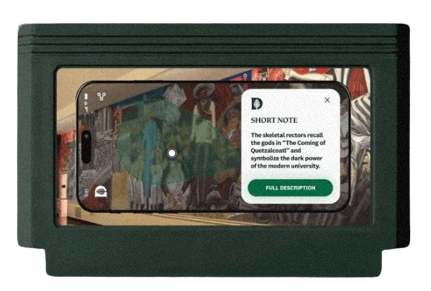 D
SHORT NOTE
The skeletal rectors recall
the gods in "The Coming of
Quetzalcoatl" and
symbolize the dark power
of the modern university.
FULL DESCRIPTION